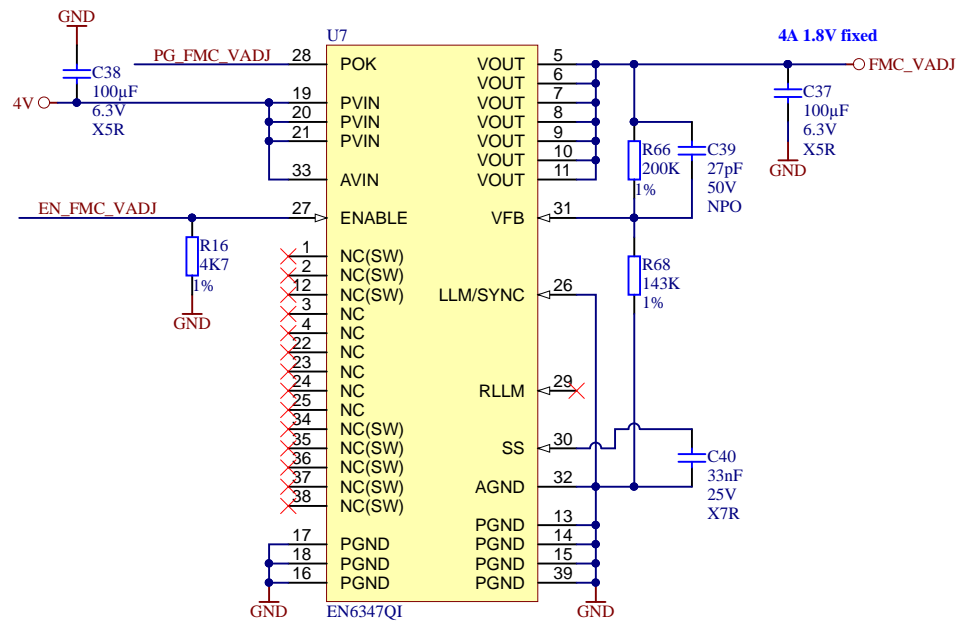 GND
U7
4A 1.8V fixed
PG_FMC_VADJ
28
POK
VOUT
5
FMC_VADJ
C38
100µF
6.3V
X5R
4V
VOUT
6
C37
100µF
6.3V
X5R
GND
19
PVIN
VOUT
7
20
PVIN
VOUT
8
21
PVIN
VOUT
9
VOUT
10
33
AVIN
VOUT
11
R66
200K
1%
C39
27pF
50V
NPO
EN_FMC_VADJ
27
ENABLE
VFB
31
R16
4K7
1%
GND
1
NC(SW)
2
NC(SW)
12
NC(SW)
LLM/SYNC
26
R68
143K
1%
3
NC
4
NC
22
NC
23
NC
24
NC
RLLM
29
25
NC
34
NC(SW)
35
NC(SW)
SS
30
36
NC(SW)
37
NC(SW)
AGND
32
38
NC(SW)
C40
33nF
25V
X7R
PGND
13
17
PGND
PGND
14
18
PGND
PGND
15
16
PGND
PGND
39
GND
EN6347QI
GND